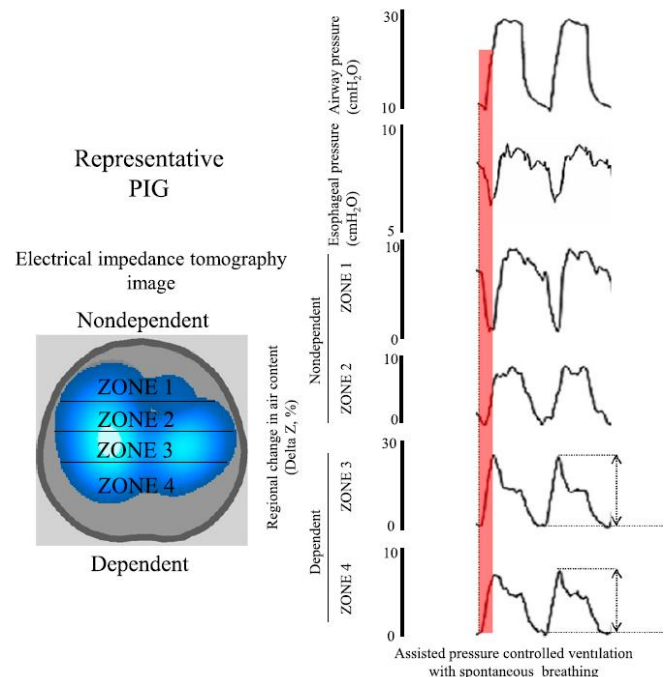 Representative
PIG
Electrical impedance tomography
image
Nondependent
ZONE 1
ZONE 2
ZONE 3
ZONE 4
Dependent
Airway pressure
(cmH2O)
30
10
Esophageal pressure
(cmH2O)
10
5
Regional change in air content
(Delta Z, %)
Nondependent
ZONE 1
10
0
ZONE 2
10
0
Dependent
ZONE 3
30
0
ZONE 4
10
0
Assisted pressure controlled ventilation
with spontaneous breathing